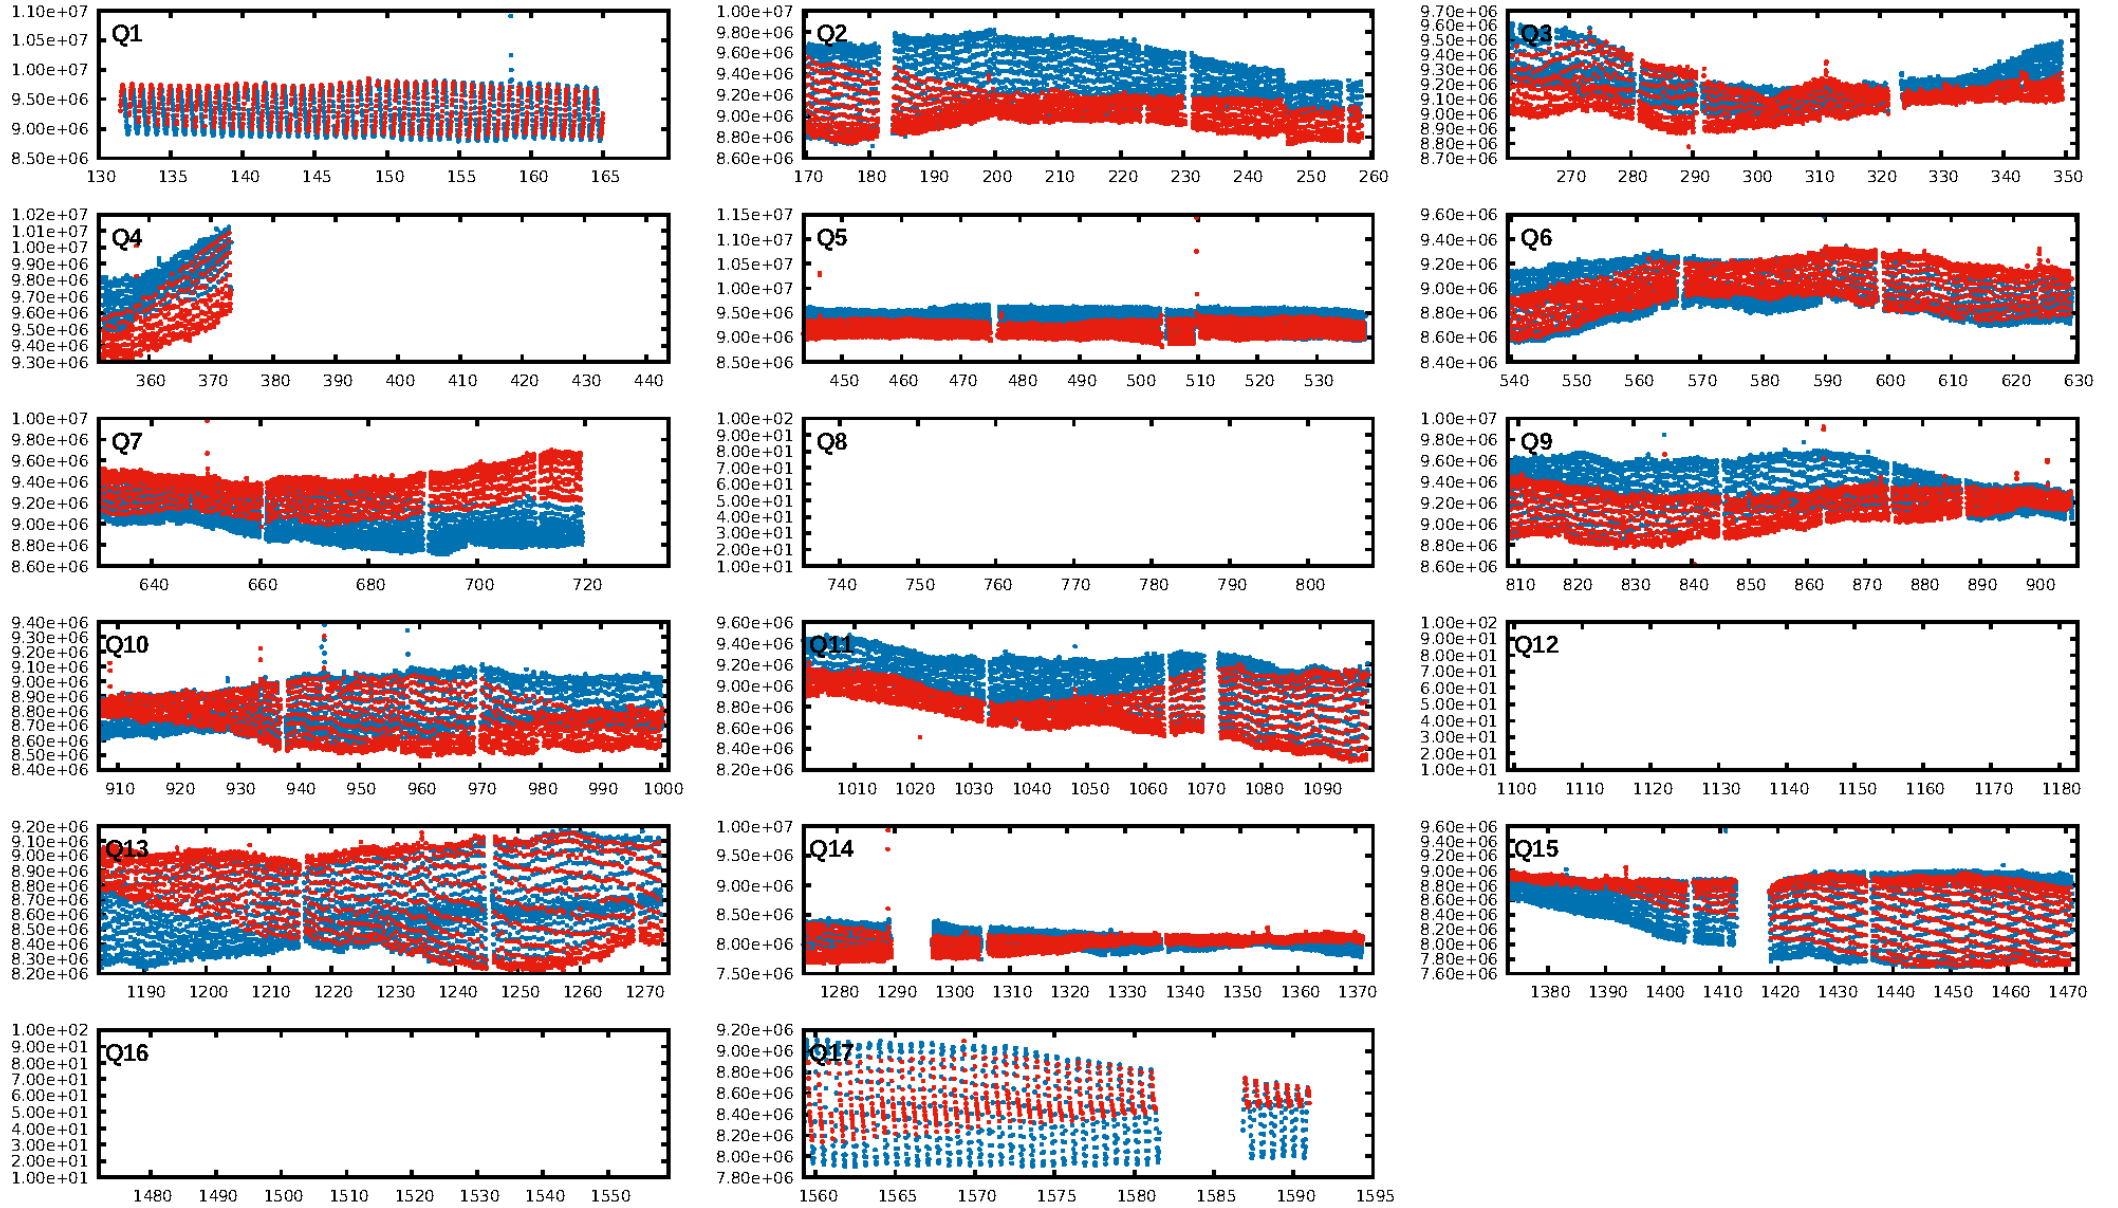 Q1
1.10e+07
1.05e+07
1.00e+07
9.50e+06
9.00e+06
8.50e+06
130 135 140 145 150 155 160 165
Q2
1.00e+07
9.80e+06
9.60e+06
9.40e+06
9.20e+06
9.00e+06
8.80e+06
8.60e+06
170 180 190 200 210 220 230 240 250 260
Q3
9.70e+06
9.60e+06
9.50e+06
9.40e+06
9.30e+06
9.20e+06
9.10e+06
9.00e+06
8.90e+06
8.80e+06
8.70e+06
270 280 290 300 310 320 330 340 350
Q4
1.02e+07
1.01e+07
1.00e+07
9.90e+06
9.80e+06
9.70e+06
9.60e+06
9.50e+06
9.40e+06
9.30e+06
360 370 380 390 400 410 420 430 440
Q5
1.15e+07
1.10e+07
1.05e+07
1.00e+07
9.50e+06
9.00e+06
8.50e+06
450 460 470 480 490 500 510 520 530
Q6
9.60e+06
9.40e+06
9.20e+06
9.00e+06
8.80e+06
8.60e+06
8.40e+06
540 550 560 570 580 590 600 610 620 630
Q7
1.00e+07
9.80e+06
9.60e+06
9.40e+06
9.20e+06
9.00e+06
8.80e+06
8.60e+06
640 660 680 700 720
Q8
1.00e+02
9.00e+01
8.00e+01
7.00e+01
6.00e+01
5.00e+01
4.00e+01
3.00e+01
2.00e+01
1.00e+01
740 750 760 770 780 790 800
Q9
1.00e+07
9.80e+06
9.60e+06
9.40e+06
9.20e+06
9.00e+06
8.80e+06
8.60e+06
810 820 830 840 850 860 870 880 890 900
Q10
9.40e+06
9.30e+06
9.20e+06
9.10e+06
9.00e+06
8.90e+06
8.80e+06
8.70e+06
8.60e+06
8.50e+06
8.40e+06
910 920 930 940 950 960 970 980 990 1000
Q11
9.60e+06
9.40e+06
9.20e+06
9.00e+06
8.80e+06
8.60e+06
8.40e+06
8.20e+06
1010 1020 1030 1040 1050 1060 1070 1080 1090
Q12
1.00e+02
9.00e+01
8.00e+01
7.00e+01
6.00e+01
5.00e+01
4.00e+01
3.00e+01
2.00e+01
1.00e+01
1100 1110 1120 1130 1140 1150 1160 1170 1180
Q13
9.20e+06
9.10e+06
9.00e+06
8.90e+06
8.80e+06
8.70e+06
8.60e+06
8.50e+06
8.40e+06
8.30e+06
8.20e+06
1190 1200 1210 1220 1230 1240 1250 1260 1270
Q14
1.00e+07
9.50e+06
9.00e+06
8.50e+06
8.00e+06
7.50e+06
1280 1290 1300 1310 1320 1330 1340 1350 1360 1370
Q15
9.60e+06
9.40e+06
9.20e+06
9.00e+06
8.80e+06
8.60e+06
8.40e+06
8.20e+06
8.00e+06
7.80e+06
7.60e+06
1380 1390 1400 1410 1420 1430 1440 1450 1460 1470
Q16
1.00e+02
9.00e+01
8.00e+01
7.00e+01
6.00e+01
5.00e+01
4.00e+01
3.00e+01
2.00e+01
1.00e+01
1480 1490 1500 1510 1520 1530 1540 1550
Q17
9.20e+06
9.00e+06
8.80e+06
8.60e+06
8.40e+06
8.20e+06
8.00e+06
7.80e+06
1560 1565 1570 1575 1580 1585 1590 1595